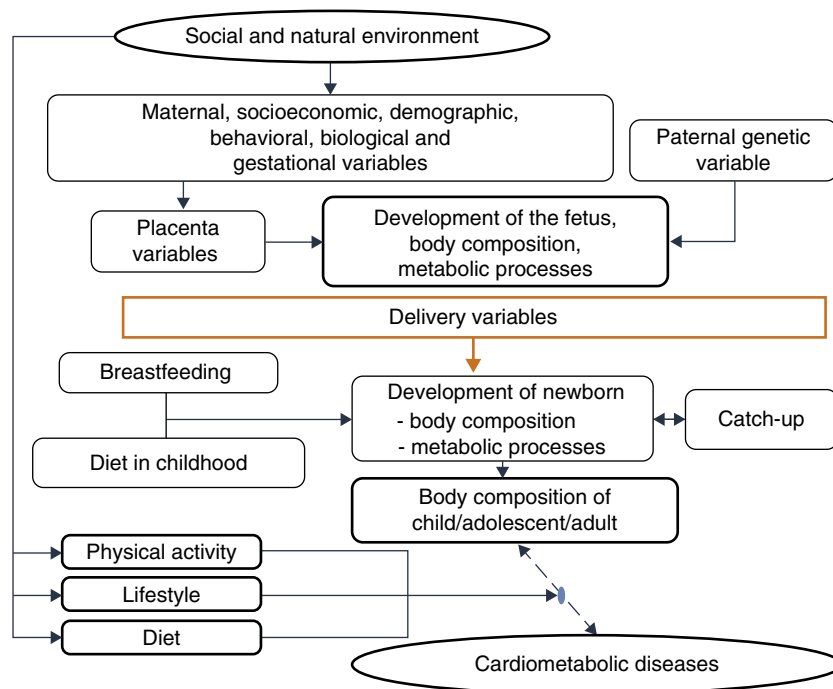 Social and natural environment
Maternal, socioeconomic, demographic,
behavioral, biological and
gestational variables
Paternal genetic
variable
Placenta
variables
Development of the fetus,
body composition,
metabolic processes
Delivery variables
Breastfeeding
Diet in childhood
Development of newborn
- body composition
- metabolic processes
Catch-up
Body composition of
child/adolescent/adult
Physical activity
Lifestyle
Diet
Cardiometabolic diseases